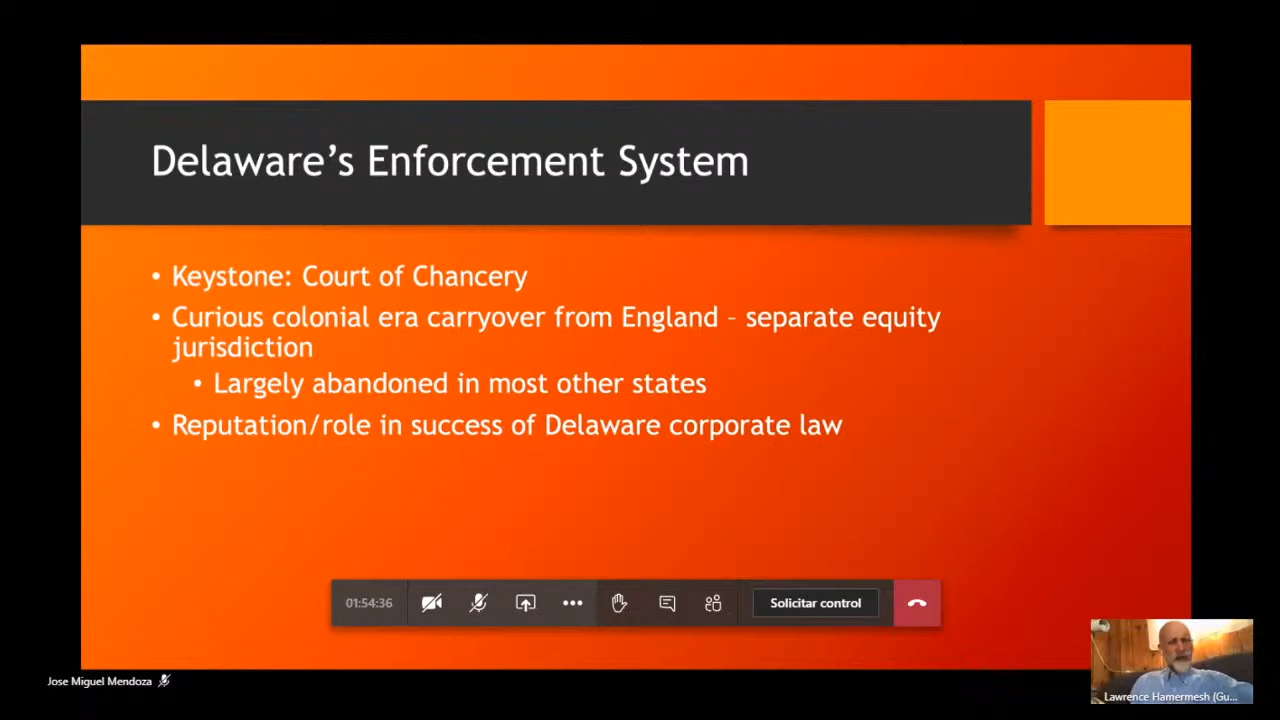 Delaware's Enforcement System
• Keystone: Court of Chancery
• Curious colonial era carryover from England – separate equity
jurisdiction
• Largely abandoned in most other states
• Reputation/role in success of Delaware corporate law
01:54:36
Solicitar control
Jose Miguel Mendoza
Lawrence Hamermesh (Gu...